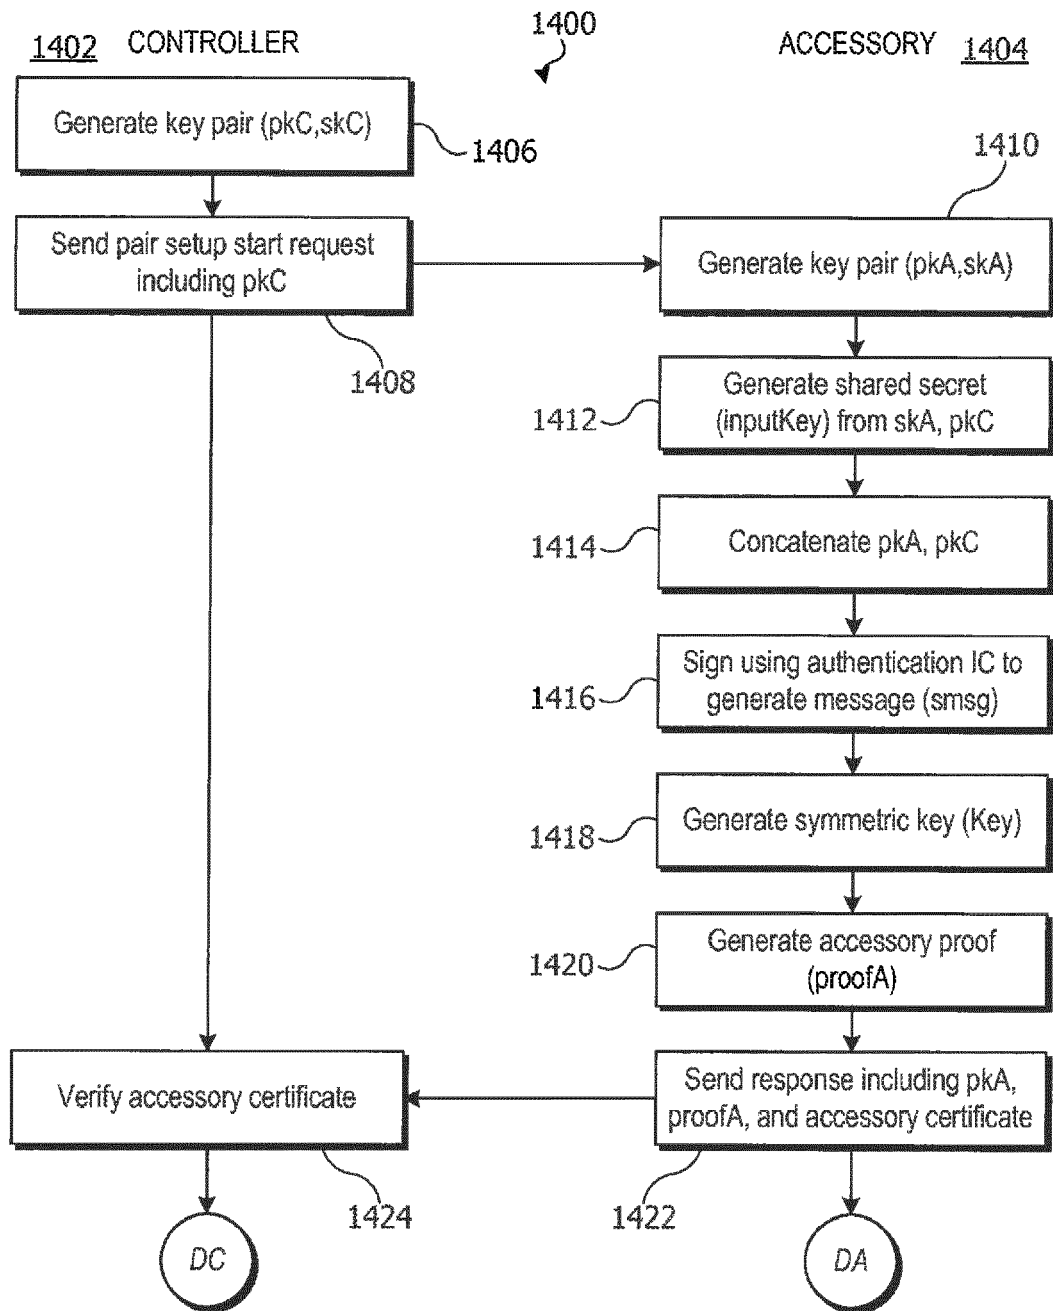 1400
1402 CONTROLLER
ACCESSORY 1404
Generate key pair (pkC,skC)
1406
1410
Send pair setup start request
including pkC
1408
Generate key pair (pkA,skA)
1412
Generate shared secret
(inputKey) from skA, pkC
1414
Concatenate pkA, pkC
1416
Sign using authentication IC to
generate message (smsg)
1418
Generate symmetric key (Key)
1420
Generate accessory proof
(proofA)
Verify accessory certificate
1424
Send response including pkA,
proofA, and accessory certificate
1422
DC
DA